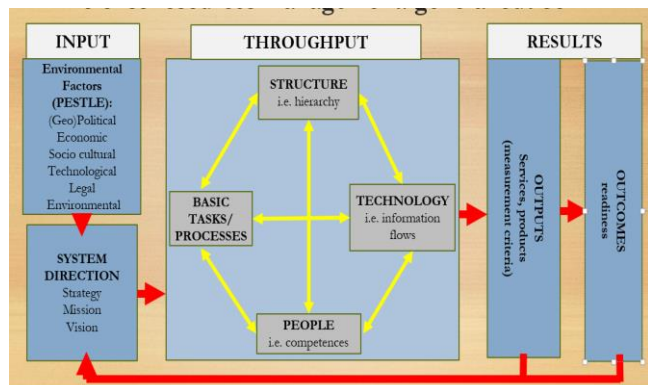 INPUT
THROUGHPUT
RESULTS
Environmental
Factors
(PESTLE):
(Geo)Political
Economic
Socio cultural
Technological
Legal
Environmental
SYSTEM
DIRECTION
Strategy
Mission
Vision
STRUCTURE
i.e. hierarchy
BASIC
TASKS/
PROCESSES
TECHNOLOGY
i.e. information
flows
PEOPLE
i.e. competences
OUTPUTS
Services, products
(measurement criteria)
OUTCOMES
readiness